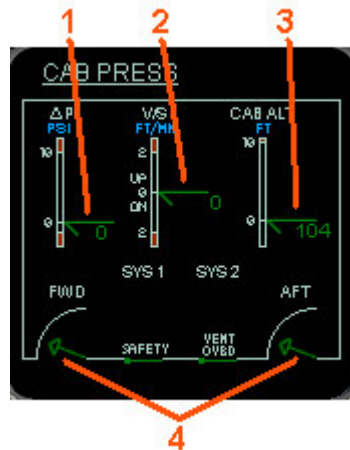 1 2 3
CAB PRESS
ΔP V/S CAB ALT
PSI FT/MN FT
10 2 10
UP
0 0 0
DN
0 0 104
2
SYS 1 SYS 2
FWD AFT
SAFETY VENT OVBD
4